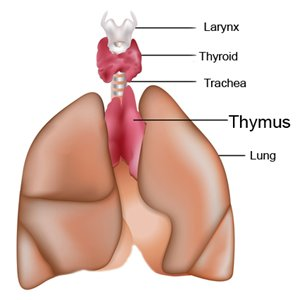 Larynx
Thyroid
Trachea
Thymus
Lung